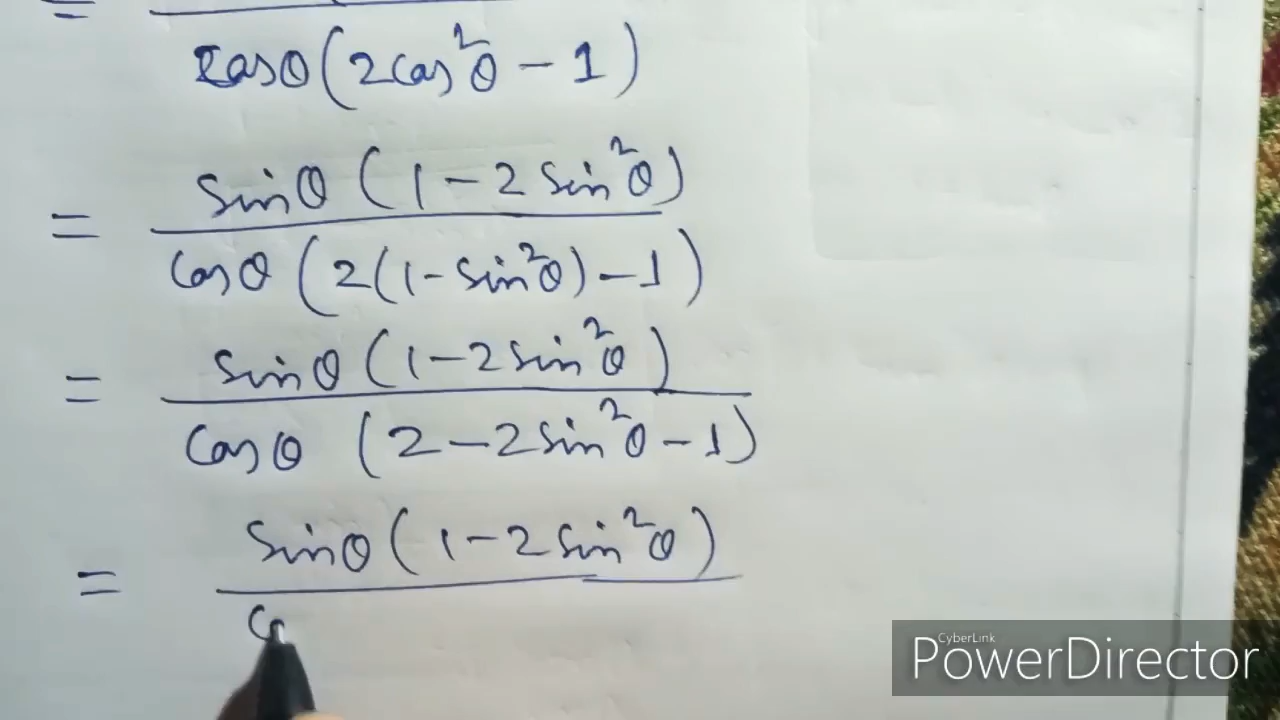 =
cosθ(2cos²θ - 1)
= sinθ(1-2sin²θ)
cosθ(2(1-sin²θ)-1)
= sinθ(1-2sin²θ)
cosθ(2-2sin²θ-1)
= sinθ(1-2sin²θ)
CyberLink
PowerDirector